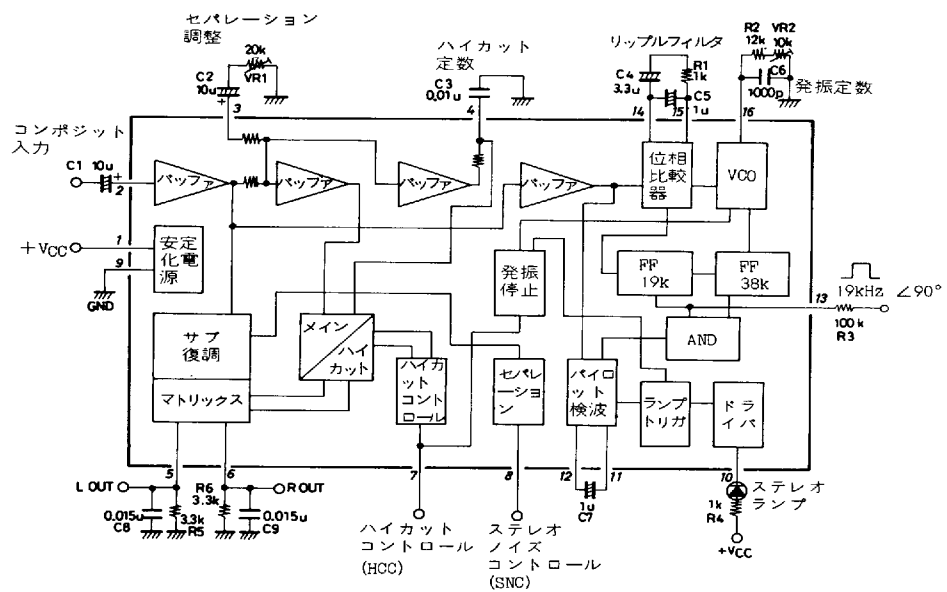 セパレーション
調整
20k
VR1
C2
10u
+
3
ハイカット
定数
C3
0.01u
4
リップルフィルタ
C4
3.3u
R1
1k
C5
1u
14
15
R2
12k
VR2
10k
C6
1000p
発振定数
16
コンポジット
入力
C1
10u
+
2
バッファ
バッファ
バッファ
バッファ
位相
比較
器
VCO
+VCC
1
9
GND
安定
化電
源
発振
停止
FF
19k
FF
38k
13
19kHz ∠90°
100k
R3
AND
サブ
復調
マトリックス
メイン
ハイ
カット
ハイカ
ットコ
ントロ
ール
セパレ
ーショ
ン
パイロ
ット
検波
ランプ
トリガ
ドラ
イバ
5
6
7
8
12
11
10
L OUT
R OUT
0.015u
C8
3.3k
R5
R6
3.3k
0.015u
C9
ハイカット
コントロール
(HCC)
ステレオ
ノイズ
コントロール
(SNC)
1u
C7
ステレオ
ランプ
1k
R4
+VCC